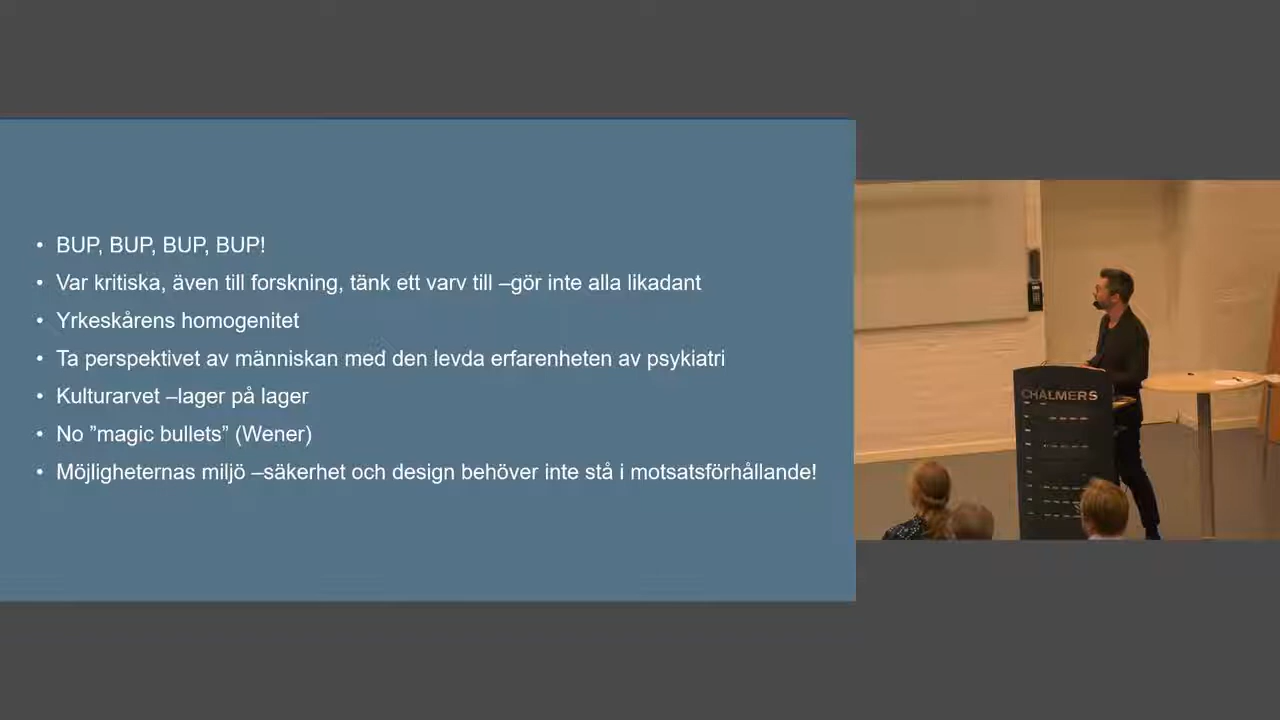 BUP, BUP, BUP, BUP!
Var kritiska, även till forskning, tänk ett varv till –gör inte alla likadant
Yrkeskårens homogenitet
Ta perspektivet av människan med den levda erfarenheten av psykiatri
Kulturarvet –lager på lager
No ”magic bullets” (Wener)
Möjligheternas miljö –säkerhet och design behöver inte stå i motsatsförhållande!
CHALMERS